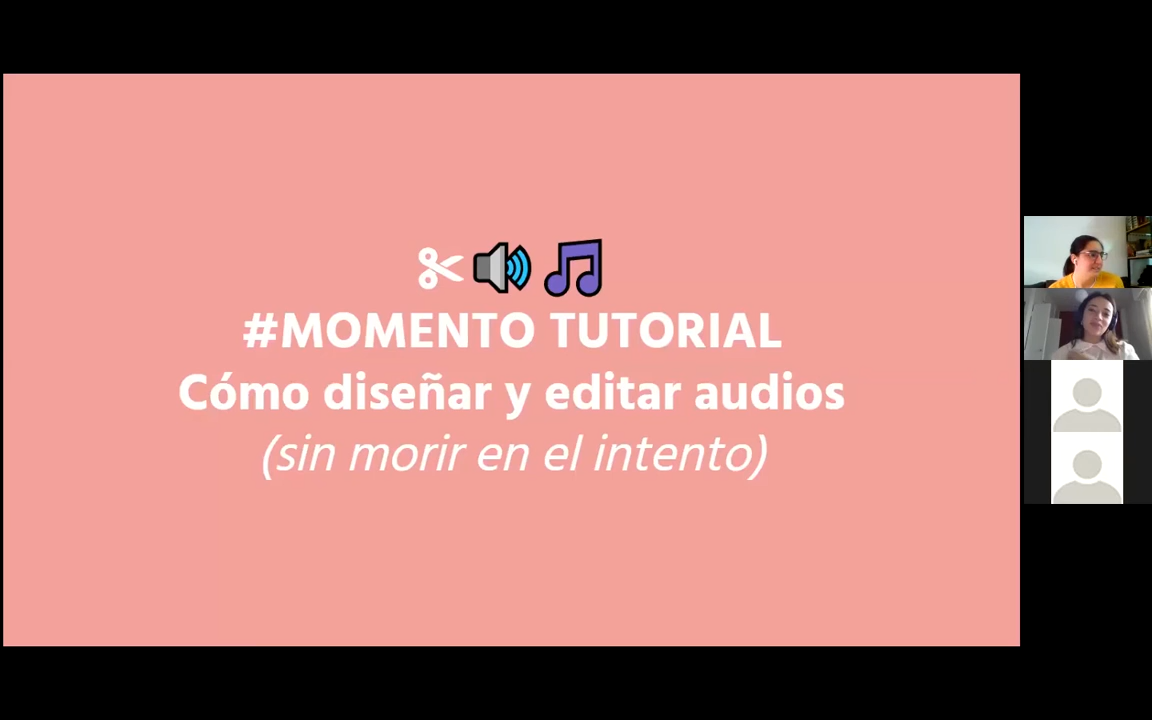 #MOMENTO TUTORIAL
Cómo diseñar y editar audios
(sin morir en el intento)